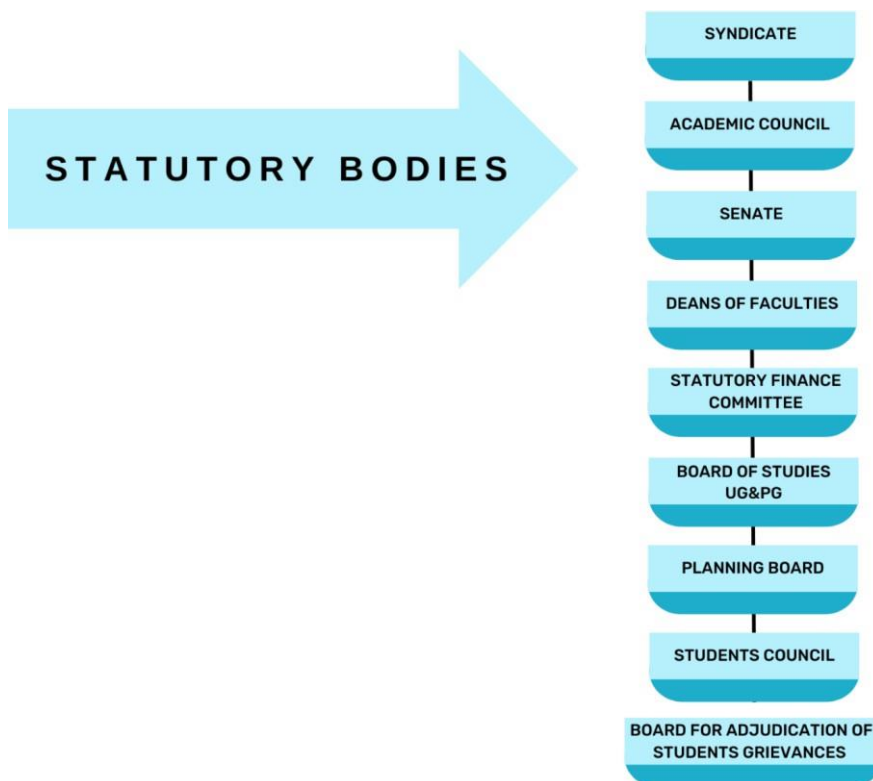 STATUTORY BODIES
SYNDICATE
ACADEMIC COUNCIL
SENATE
DEANS OF FACULTIES
STATUTORY FINANCE
COMMITTEE
BOARD OF STUDIES
UG&PG
PLANNING BOARD
STUDENTS COUNCIL
BOARD FOR ADJUDICATION OF
STUDENTS GRIEVANCES